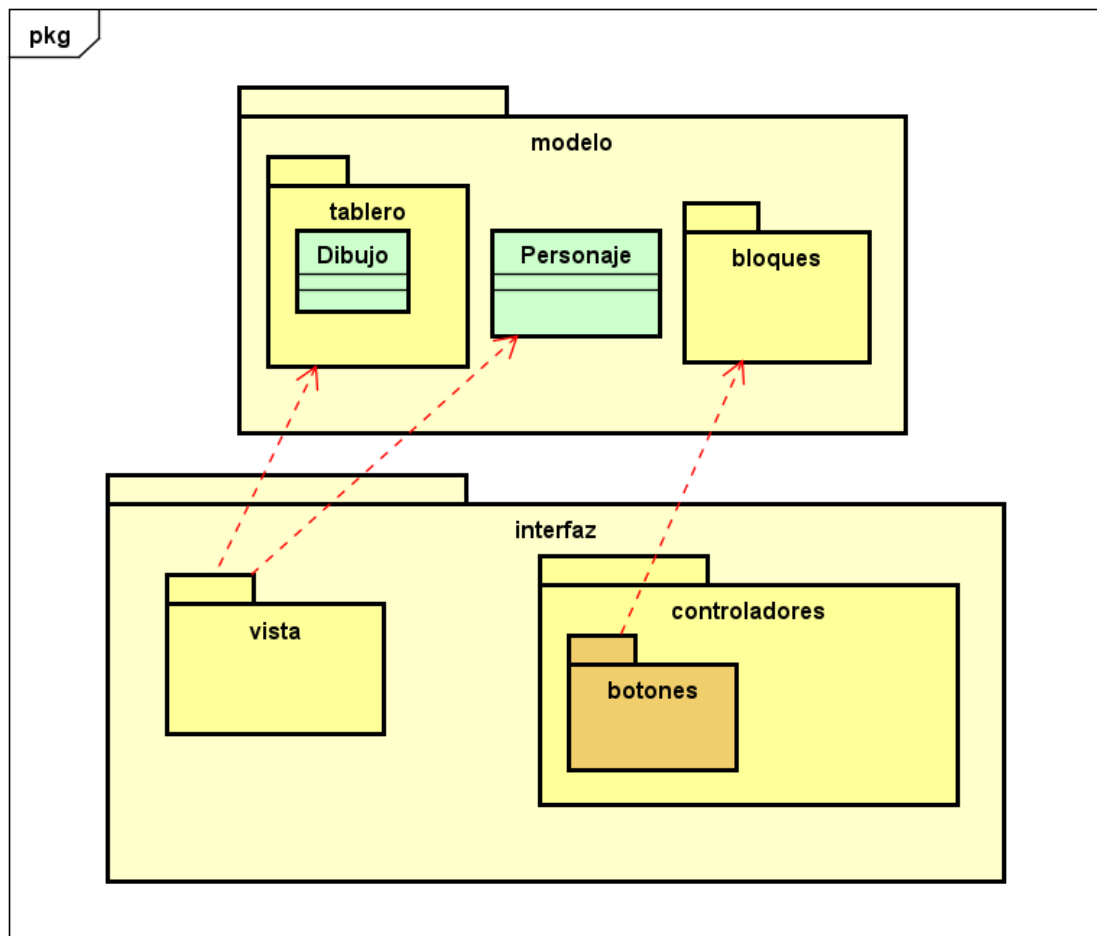 pkg
modelo
tablero
Dibujo
Personaje
bloques
interfaz
vista
controladores
botones